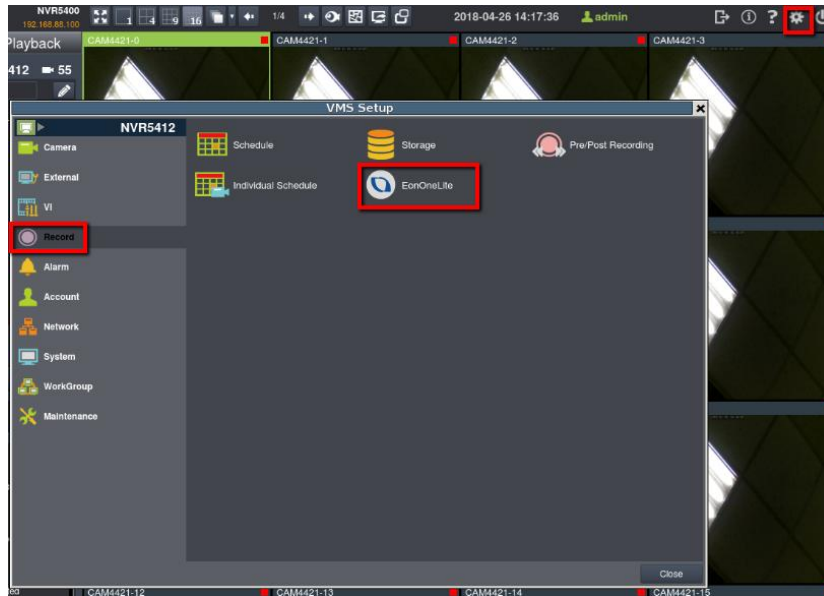 NVR5400
192.168.88.100
1 4 9 16
1/4
2018-04-26 14:17:36
admin
Playback
CAM4421-0
CAM4421-1
CAM4421-2
CAM4421-3
412 55
VMS Setup
NVR5412
Camera
External
VI
Record
Alarm
Account
Network
System
WorkGroup
Maintenance
Schedule
Storage
Pre/Post Recording
Individual Schedule
EonOneLite
Close
CAM4421-12
CAM4421-13
CAM4421-14
CAM4421-15